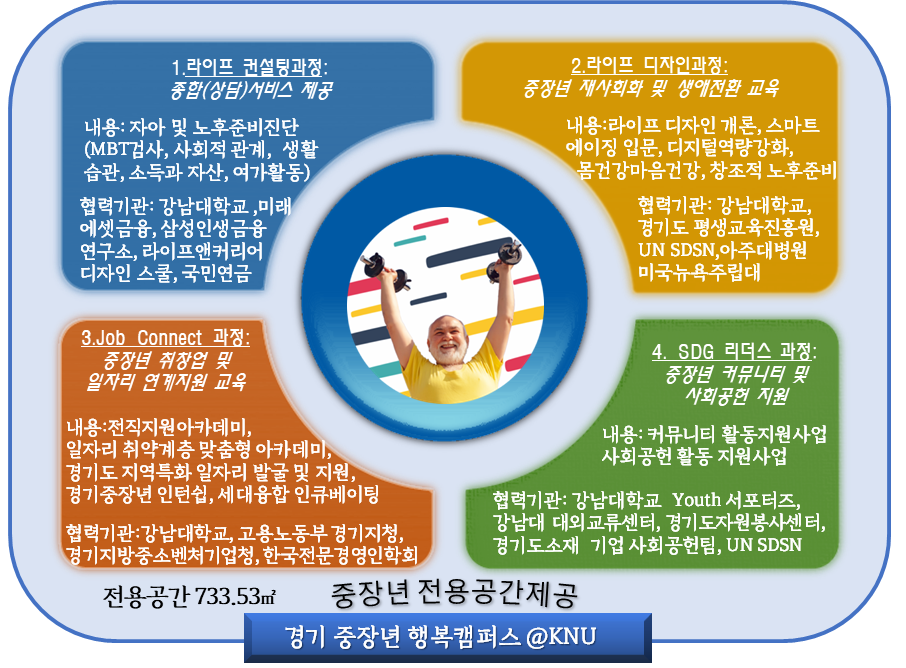 1.라이프 컨설팅과정:
종합(상담)서비스 제공
내용: 자아 및 노후준비진단
(MBT검사, 사회적 관계, 생활
습관, 소득과 자산, 여가활동)
협력기관: 강남대학교 ,미래
에셋금융, 삼성인생금융
연구소, 라이프앤커리어
디자인 스쿨, 국민연금
2.라이프 디자인과정:
중장년 재사회화 및 생애전환 교육
내용:라이프 디자인 개론, 스마트
에이징 입문, 디지털역량강화,
몸건강마음건강, 창조적 노후준비
협력기관: 강남대학교,
경기도 평생교육진흥원,
UN SDSN,아주대병원
미국뉴욕주립대
3.Job Connect 과정:
중장년 취창업 및
일자리 연계지원 교육
내용:전직지원아카데미,
일자리 취약계층 맞춤형 아카데미,
경기도 지역특화 일자리 발굴 및 지원,
경기중장년 인턴쉽, 세대융합 인큐베이팅
협력기관:강남대학교, 고용노동부 경기지청,
경기지방중소벤처기업청, 한국전문경영인학회
4. SDG 리더스 과정:
중장년 커뮤니티 및
사회공헌 지원
내용: 커뮤니티 활동지원사업
사회공헌 활동 지원사업
협력기관: 강남대학교 Youth 서포터즈,
강남대 대외교류센터, 경기도자원봉사센터,
경기도소재 기업 사회공헌팀, UN SDSN
전용공간 733.53㎡ 중장년 전용공간제공
경기 중장년 행복캠퍼스 @KNU